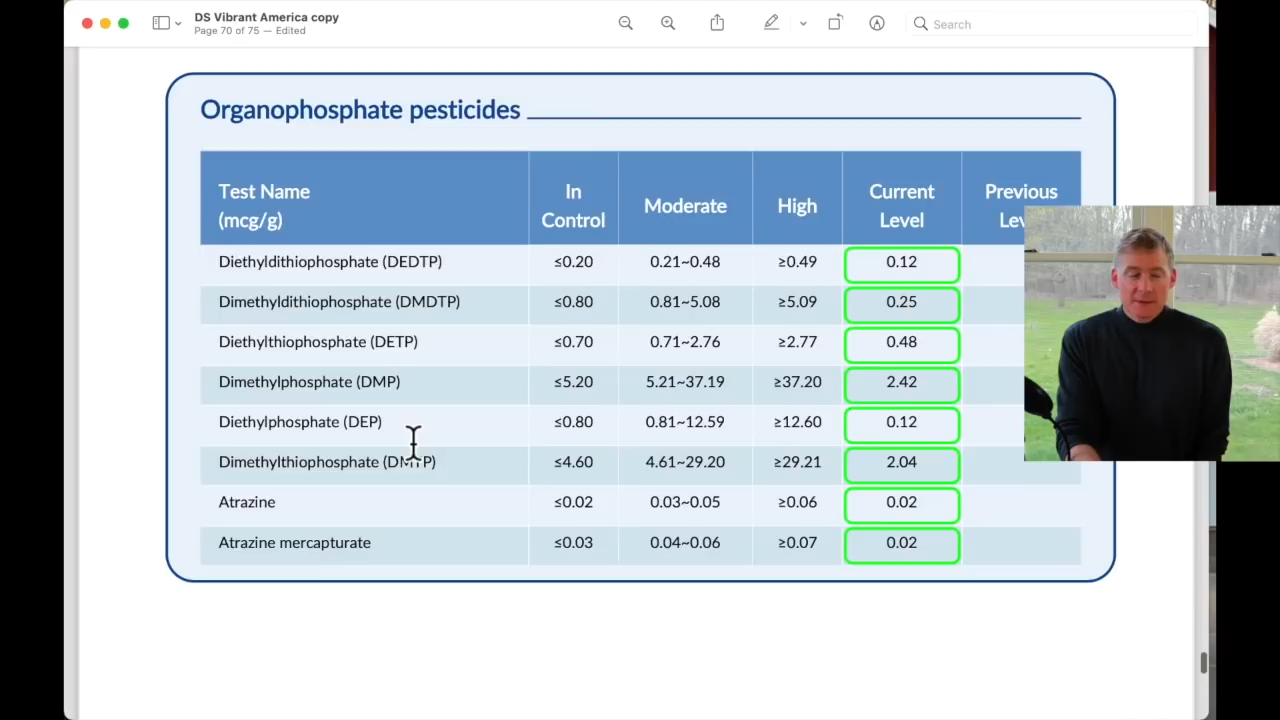 DS Vibrant America copy
Page 70 of 75 — Edited
Search
Organophosphate pesticides
Test Name (mcg/g) In Control Moderate High Current Level Previous
Diethyldithiophosphate (DEDTP) ≤0.20 0.21~0.48 ≥0.49 0.12
Dimethyldithiophosphate (DMDTP) ≤0.80 0.81~5.08 ≥5.09 0.25
Diethylthiophosphate (DETP) ≤0.70 0.71~2.76 ≥2.77 0.48
Dimethylphosphate (DMP) ≤5.20 5.21~37.19 ≥37.20 2.42
Diethylphosphate (DEP) ≤0.80 0.81~12.59 ≥12.60 0.12
Dimethylthiophosphate (DMTP) ≤4.60 4.61~29.20 ≥29.21 2.04
Atrazine ≤0.02 0.03~0.05 ≥0.06 0.02
Atrazine mercapturate ≤0.03 0.04~0.06 ≥0.07 0.02